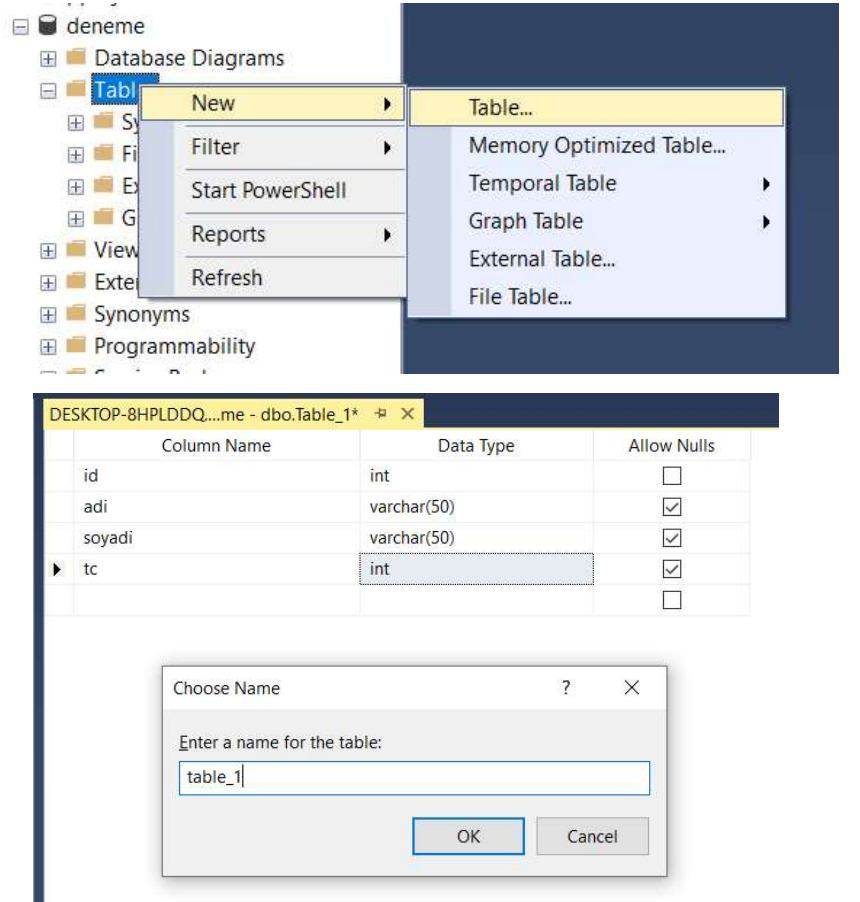 deneme
Database Diagrams
New
Table...
Filter
Memory Optimized Table...
Start PowerShell
Temporal Table
Reports
Graph Table
View
External Table...
Refresh
File Table...
Synonyms
Programmability
DESKTOP-8HPLDDQ....me - dbo.Table_1*
Column Name Data Type Allow Nulls
id int
adi varchar(50)
soyadi varchar(50)
tc int
Choose Name ?
Enter a name for the table:
table_1
OK Cancel